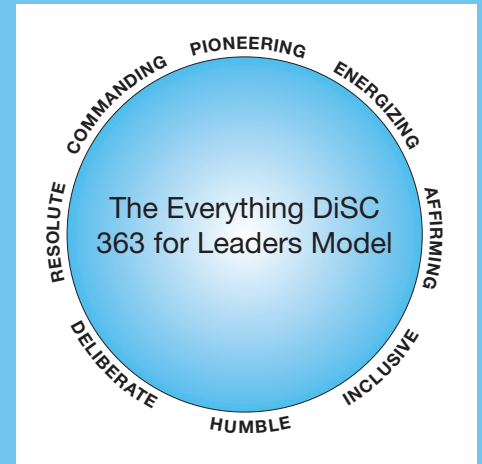 PIONEERING
ENERGIZING
AFFIRMING
INCLUSIVE
HUMBLE
DELIBERATE
RESOLUTE
COMMANDING
The Everything DiSC
363 for Leaders Model